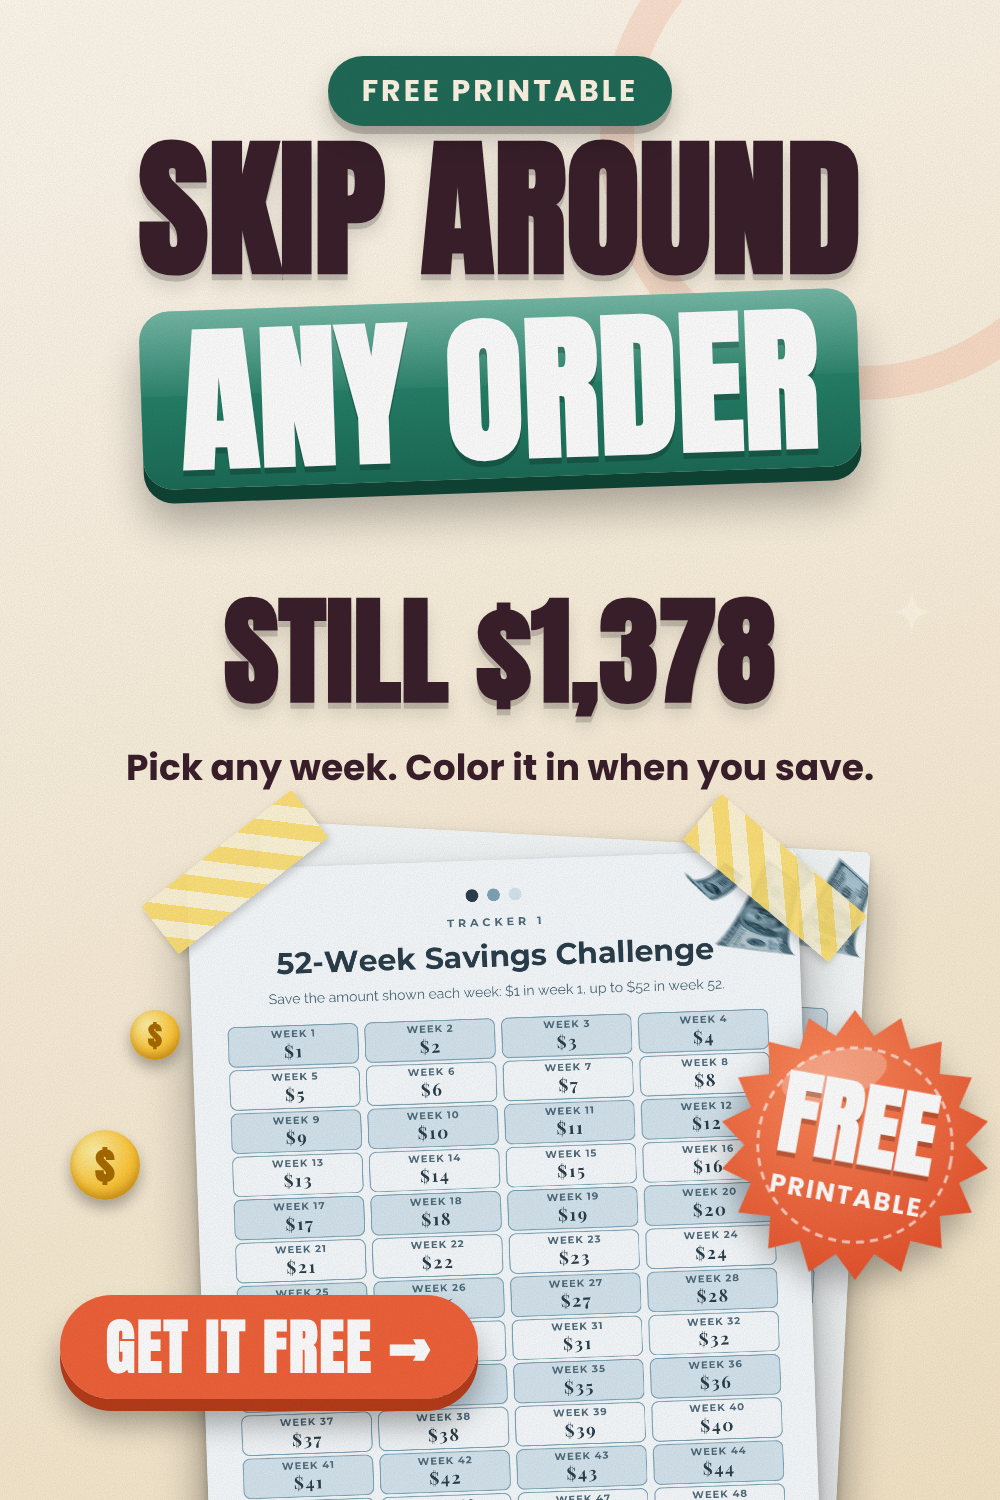 FREE PRINTABLE
SKIP AROUND
ANY ORDER
STILL $1,378
Pick any week. Color it in when you save.
TRACKER 1
52-Week Savings Challenge
Save the amount shown each week: $1 in week 1, up to $52 in week 52.
WEEK 1 WEEK 2 WEEK 3 WEEK 4
$1 $2 $3 $4
WEEK 5 WEEK 6 WEEK 7 WEEK 8
$5 $6 $7 $8
WEEK 9 WEEK 10 WEEK 11 WEEK 12
$9 $10 $11 $12
WEEK 13 WEEK 14 WEEK 15 WEEK 16
$13 $14 $15 $16
WEEK 17 WEEK 18 WEEK 19 WEEK 20
$17 $18 $19 $20
WEEK 21 WEEK 22 WEEK 23 WEEK 24
$21 $22 $23 $24
WEEK 25 WEEK 26 WEEK 27 WEEK 28
$27 $28
WEEK 31 WEEK 32
$31 $32
WEEK 35 WEEK 36
$35 $36
WEEK 37 WEEK 38 WEEK 39 WEEK 40
$37 $38 $39 $40
WEEK 41 WEEK 42 WEEK 43 WEEK 44
$41 $42 $43 $44
WEEK 47 WEEK 48
FREE
PRINTABLE
$
$
GET IT FREE →